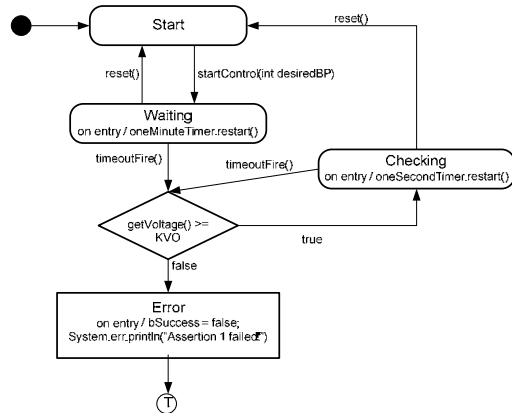 Start
reset()
reset()
startControl(int desiredBP)
Waiting
on entry / oneMinuteTimer.restart()
timeoutFire()
timeoutFire()
Checking
on entry / oneSecondTimer.restart()
getVoltage() >=
KVO
true
false
Error
on entry / bSuccess = false;
System.err.println("Assertion 1 failed!")
T